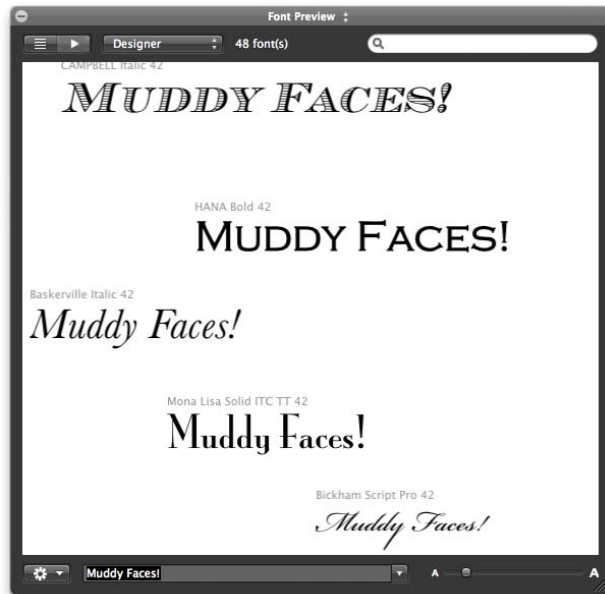 Font Preview
Designer 48 font(s)
CAMPBELL Italic 42
MUDDY FACES!
HANA Bold 42
MUDDY FACES!
Baskerville Italic 42
Muddy Faces!
Mona Lisa Solid ITC TT 42
Muddy Faces!
Bickham Script Pro 42
Muddy Faces!
Muddy Faces! A A